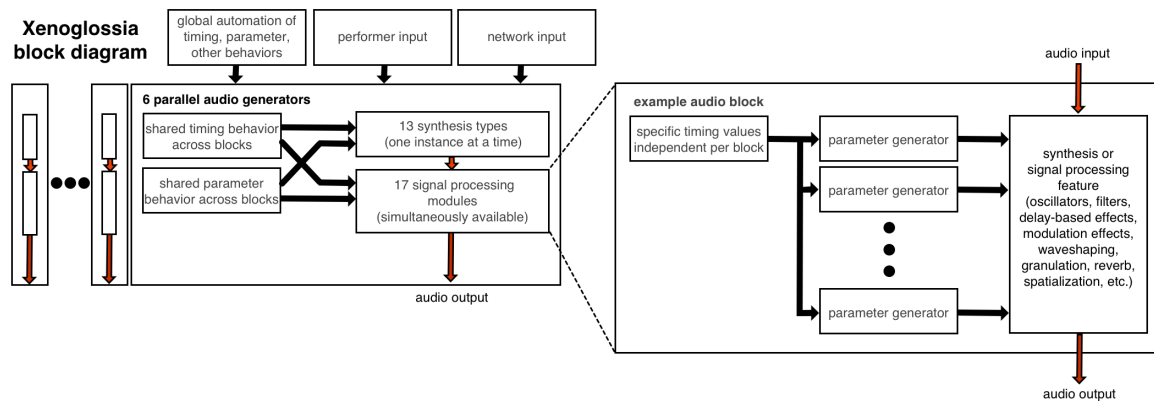 Xenoglossia
block diagram
global automation of
timing, parameter,
other behaviors
performer input
network input
6 parallel audio generators
shared timing behavior
across blocks
shared parameter
behavior across blocks
13 synthesis types
(one instance at a time)
17 signal processing
modules
(simultaneously available)
audio output
example audio block
specific timing values
independent per block
parameter generator
parameter generator
parameter generator
audio input
synthesis or
signal processing
feature
(oscillators, filters,
delay-based effects,
modulation effects,
waveshaping,
granulation, reverb,
spatialization, etc.)
audio output